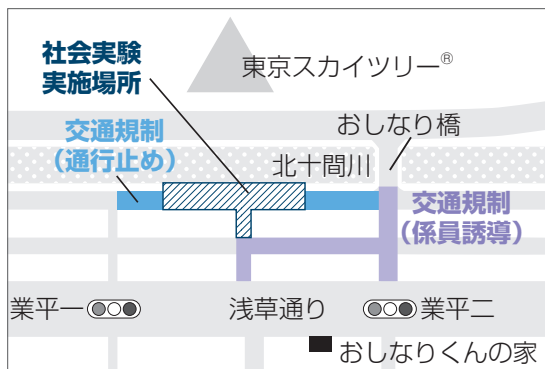 社会実験
実施場所
東京スカイツリー®
交通規制
（通行止め）
おしなり橋
北十間川
交通規制
（係員誘導）
業平一
浅草通り
業平二
おしなりくんの家